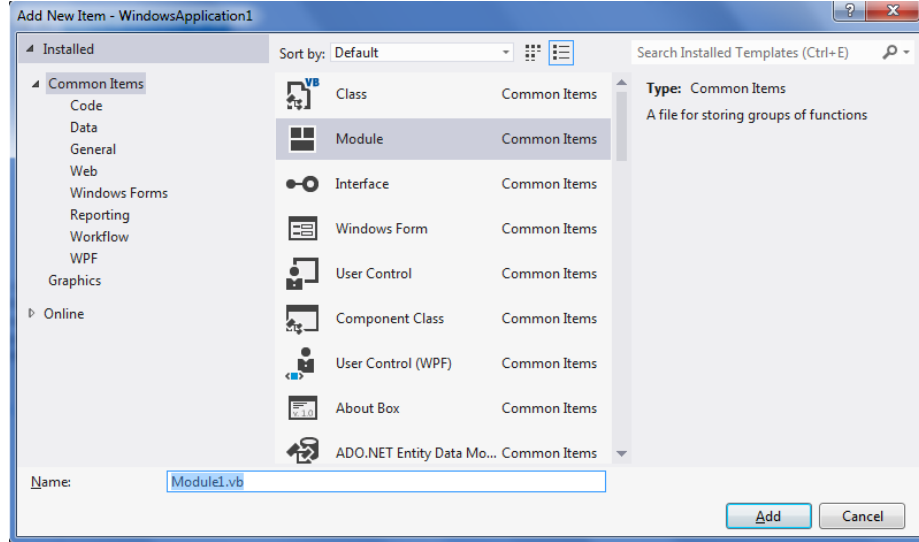 Add New Item - WindowsApplication1
Installed
Sort by: Default
Search Installed Templates (Ctrl+E)
Common Items
Code
Data
General
Web
Windows Forms
Reporting
Workflow
WPF
Graphics
Online
VB
Class Common Items
Module Common Items
Interface Common Items
Windows Form Common Items
User Control Common Items
Component Class Common Items
User Control (WPF) Common Items
v. 1.0
About Box Common Items
ADO.NET Entity Data Mo... Common Items
Type: Common Items
A file for storing groups of functions
Name: Module1.vb
Add Cancel